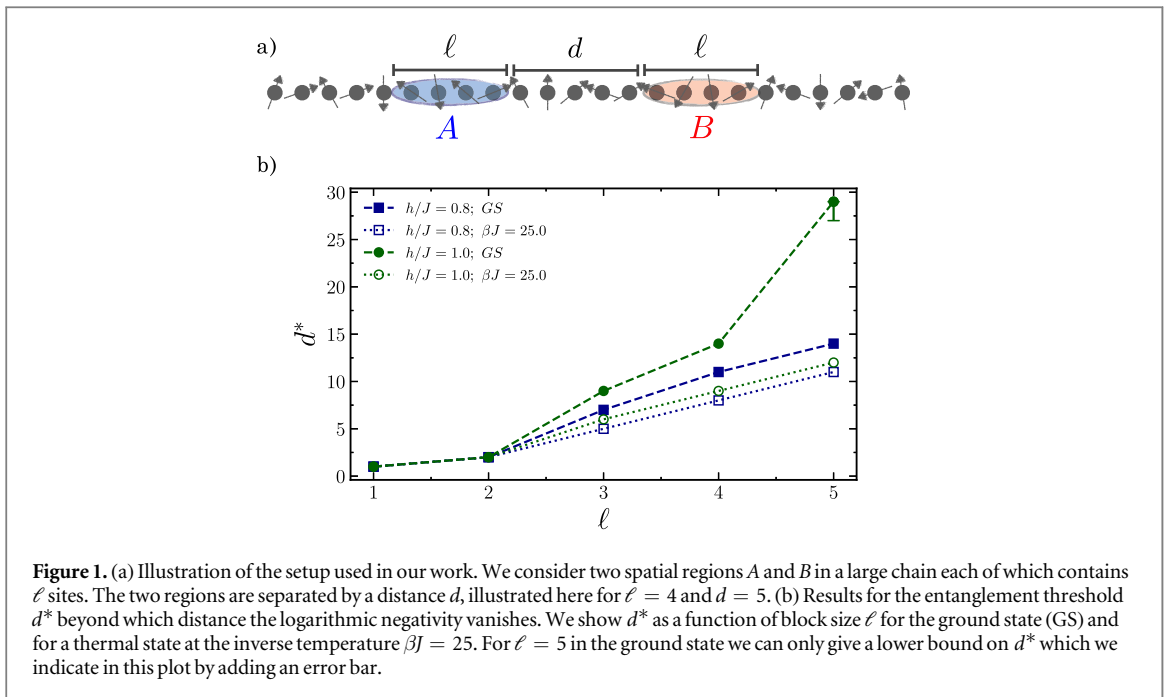 a)
ℓ d ℓ
A B
b)
30
25
20
15
10
5
0
d*
h/J = 0.8; GS
h/J = 0.8; βJ = 25.0
h/J = 1.0; GS
h/J = 1.0; βJ = 25.0
1 2 3 4 5
ℓ
Figure 1. (a) Illustration of the setup used in our work. We consider two spatial regions A and B in a large chain each of which contains
ℓ sites. The two regions are separated by a distance d, illustrated here for ℓ = 4 and d = 5. (b) Results for the entanglement threshold
d* beyond which distance the logarithmic negativity vanishes. We show d* as a function of block size ℓ for the ground state (GS) and
for a thermal state at the inverse temperature βJ = 25. For ℓ = 5 in the ground state we can only give a lower bound on d* which we
indicate in this plot by adding an error bar.